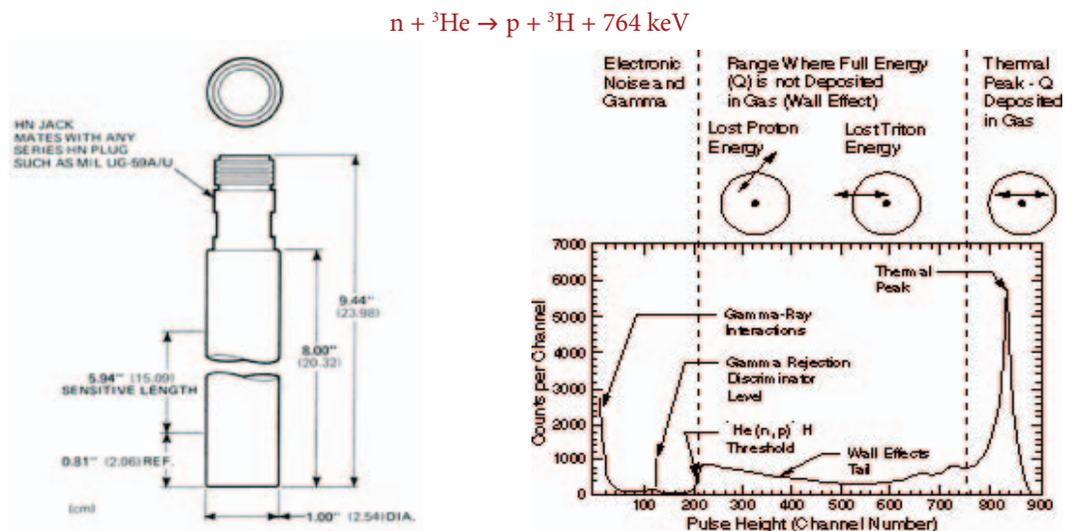 n + ³He → p + ³H + 764 keV
HN JACK
MATES WITH ANY
SERIES HN PLUG
SUCH AS MIL UG-59A/U
9.44"
(23.98)
8.00"
(20.32)
5.94" (15.09)
SENSITIVE LENGTH
0.81" (2.06) REF.
(cm)
1.00" (2.54) DIA.
Electronic
Noise and
Gamma
Range Where Full Energy
(Q) is not Deposited
in Gas (Wall Effect)
Thermal
Peak - Q
Deposited
in Gas
Lost Proton
Energy
Lost Triton
Energy
7000
6000
5000
4000
3000
2000
1000
0
Counts per Channel
Thermal
Peak
Gamma-Ray
Interactions
Gamma Rejection
Discriminator
Level
He (n, p) H
Threshold
Wall Effects
Tail
0 100 200 300 400 500 600 700 800 900
Pulse Height (Channel Number)